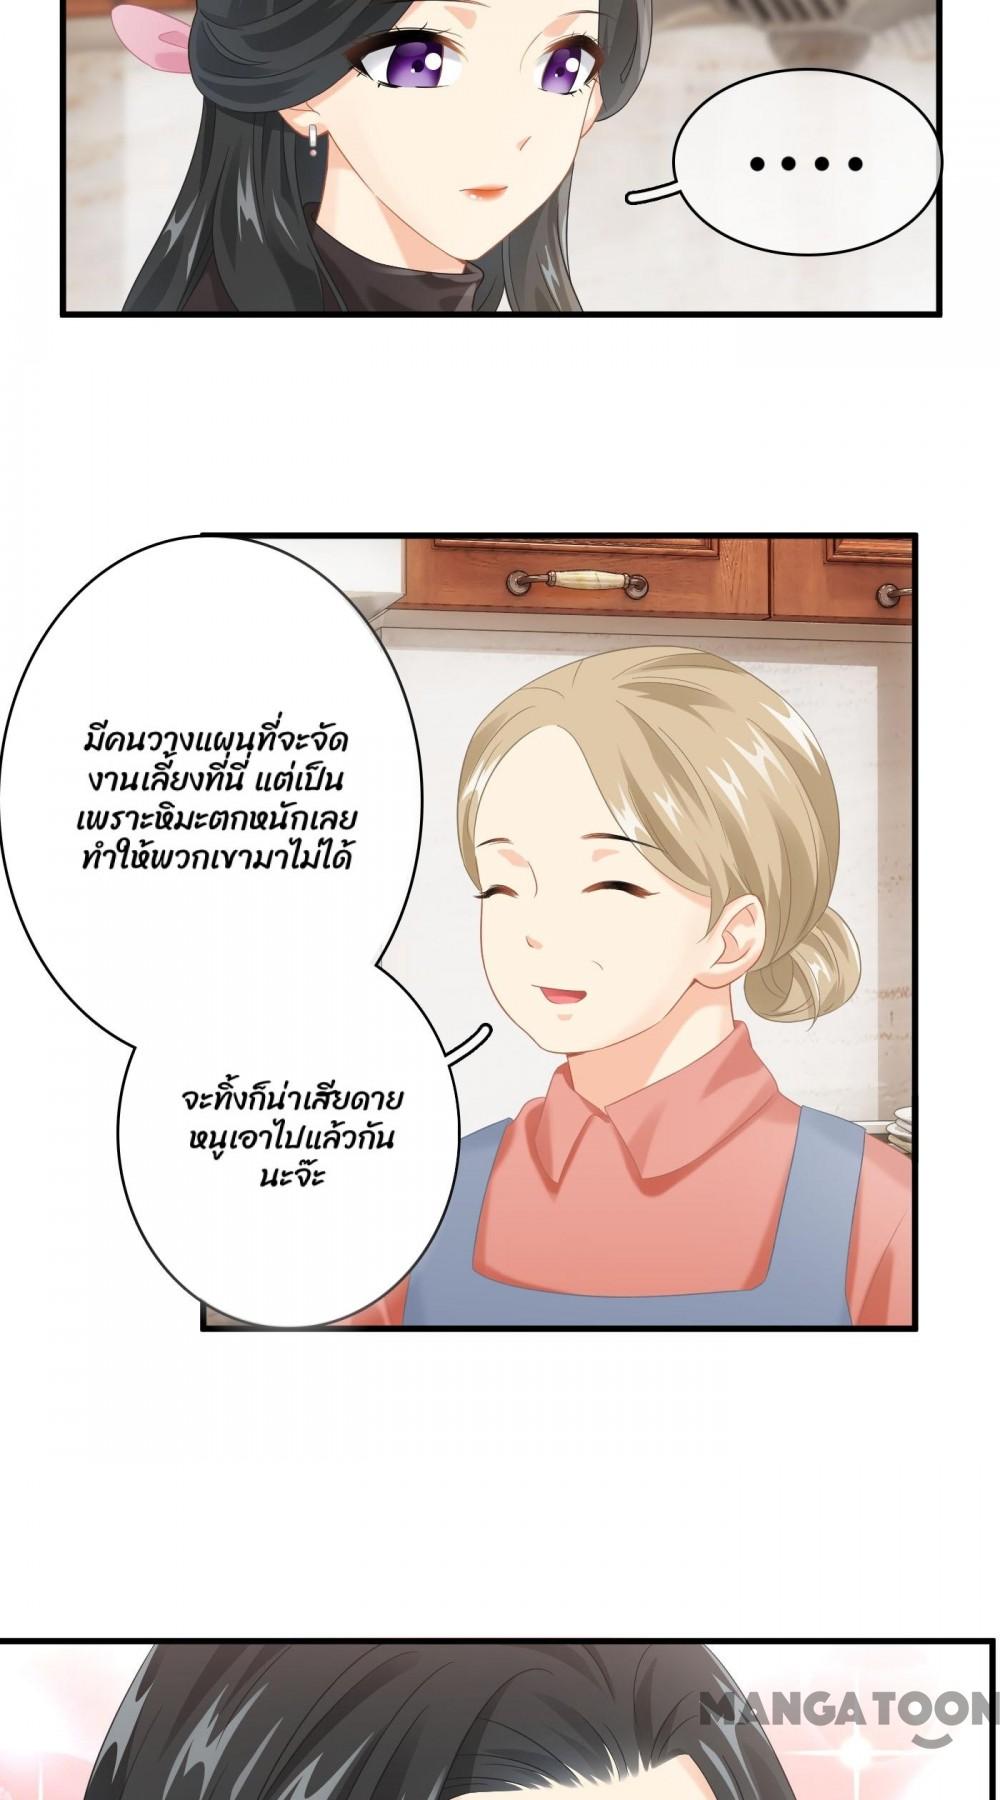 ••••
มีคนวางแผนที่จะจัด
งานเลี้ยงที่นี่ แต่เป็น
เพราะหิมะตกหนักเลย
ทำให้พวกเขามาไม่ได้
จะทิ้งก็น่าเสียดาย
หนูเอาไปแล้วกัน
นะจ๊ะ
MANGATOON